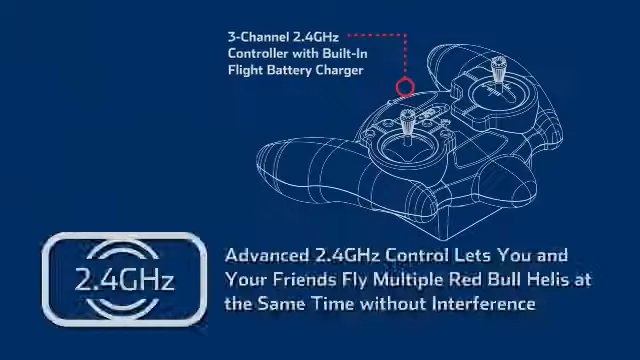 3-Channel 2.4GHz
Controller with Built-In
Flight Battery Charger
2.4GHz
Advanced 2.4GHz Control Lets You and
Your Friends Fly Multiple Red Bull Helis at
the Same Time without Interference